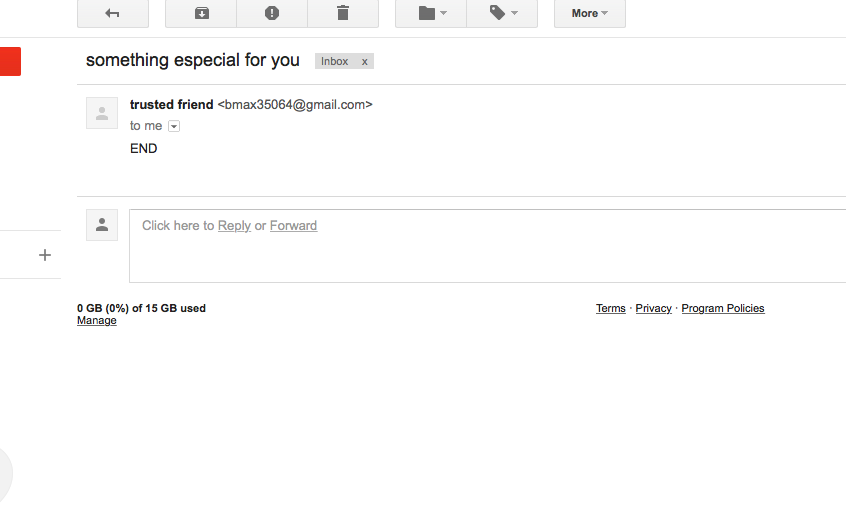 More
something especial for you Inbox x
trusted friend <bmax35064@gmail.com>
to me
END
Click here to Reply or Forward
0 GB (0%) of 15 GB used
Manage
Terms · Privacy · Program Policies